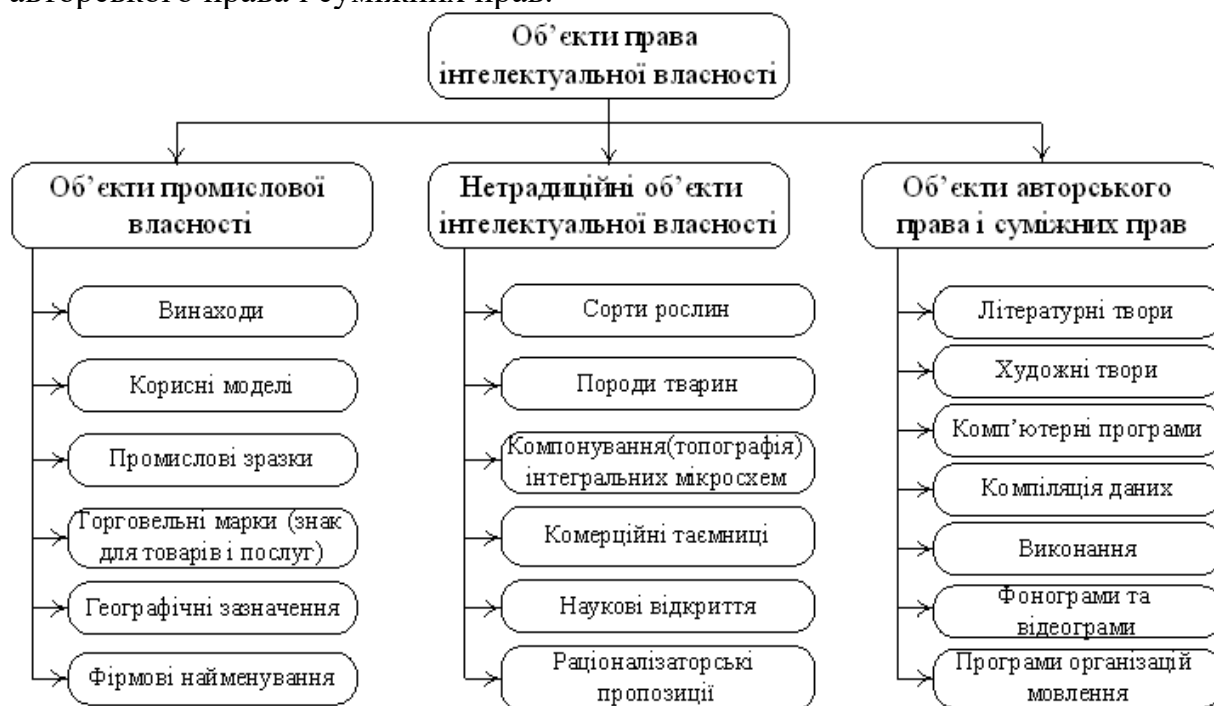 авторського права і суміжних прав.
Об’єкти права
інтелектуальної власності
Об’єкти промислової
власності
Винаходи
Корисні моделі
Промислові зразки
Торговельні марки (знак
для товарів і послуг)
Географічні зазначення
Фірмові найменування
Нетрадиційні об’єкти
інтелектуальної власності
Сорти рослин
Породи тварин
Компонування(топографія)
інтегральних мікросхем
Комерційні таємниці
Наукові відкриття
Раціоналізаторські
пропозиції
Об’єкти авторського
права і суміжних прав
Літературні твори
Художні твори
Комп’ютерні програми
Компіляція даних
Виконання
Фонограми та
відеограми
Програми організацій
мовлення